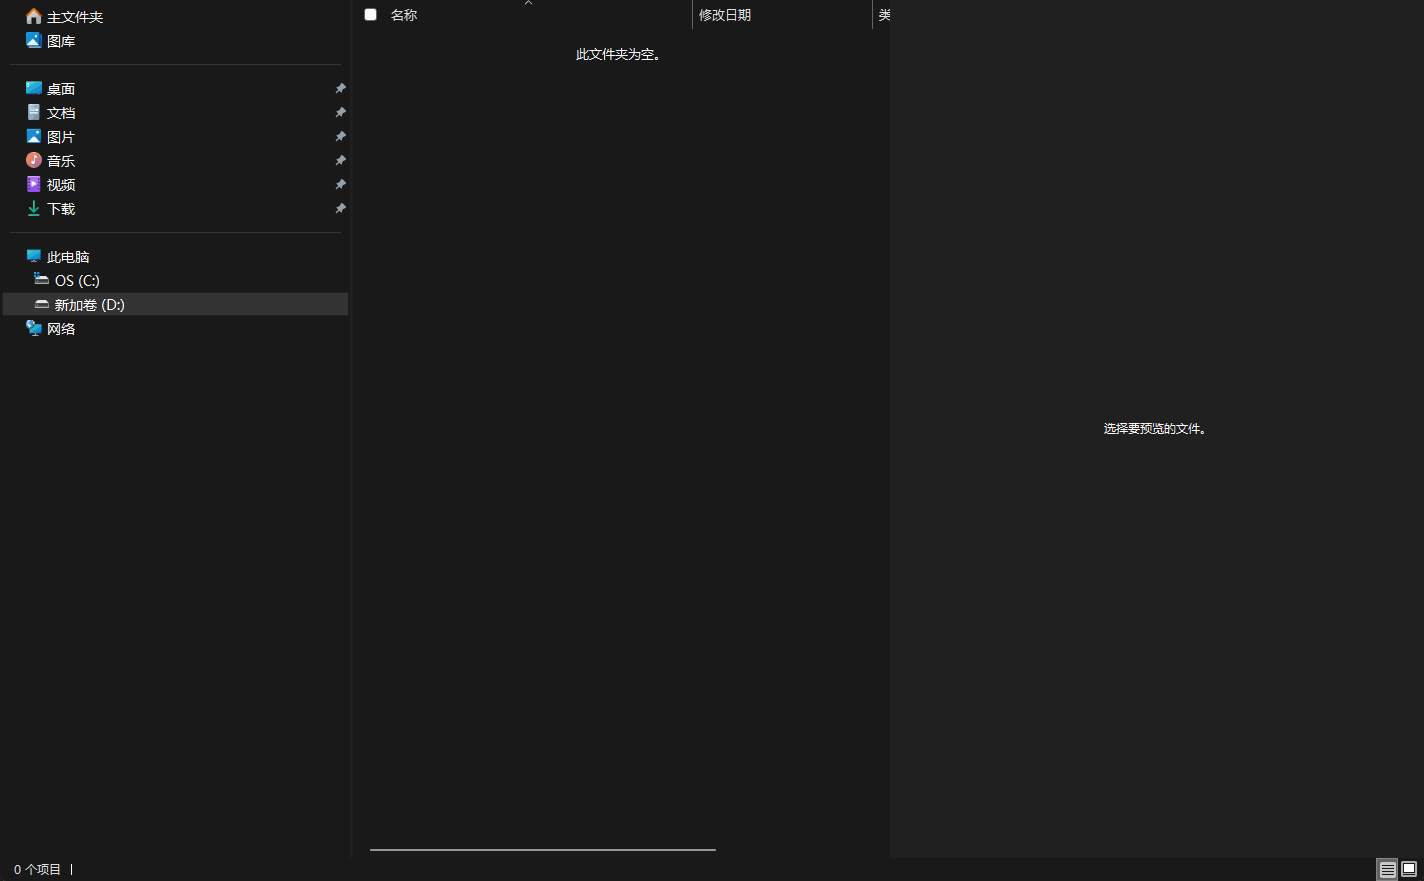 主文件夹
图库
桌面
文档
图片
音乐
视频
下载
此电脑
OS (C:)
新加卷 (D:)
网络
名称
修改日期
类
此文件夹为空。
选择要预览的文件。
0 个项目